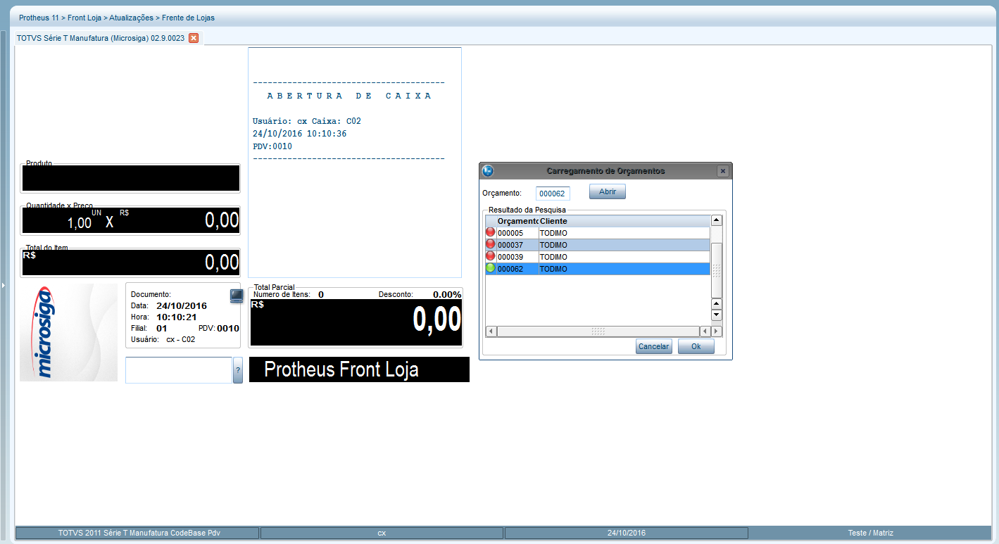 Protheus 11 > Front Loja > Atualizações > Frente de Lojas
TOTVS Série T Manufatura (Microsiga) 02.9.0023
----------------------------------------
A B E R T U R A   D E   C A I X A
Usuário: cx Caixa: C02
24/10/2016 10:10:36
PDV:0010
----------------------------------------
Produto
Quantidade x Preço
1,00 UN X R$ 0,00
Total do Item
R$ 0,00
microsiga
Documento:
Data: 24/10/2016
Hora: 10:10:21
Filial: 01 PDV: 0010
Usuário: cx - C02
?
Total Parcial
Numero de Itens: 0 Desconto: 0.00%
R$ 0,00
Protheus Front Loja
Carregamento de Orçamentos
Orçamento: 000062 Abrir
Resultado da Pesquisa
Orçamento Cliente
000005 TODIMO
000037 TODIMO
000039 TODIMO
000062 TODIMO
Cancelar Ok
TOTVS 2011 Série T Manufatura CodeBase Pdv cx 24/10/2016 Teste / Matriz